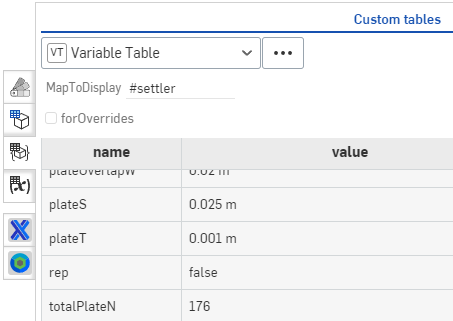 Custom tables
VT Variable Table
MapToDisplay #settler
forOverrides
name value
plateOverlapW 0.02 m
plateS 0.025 m
plateT 0.001 m
rep false
totalPlateN 176
(x)